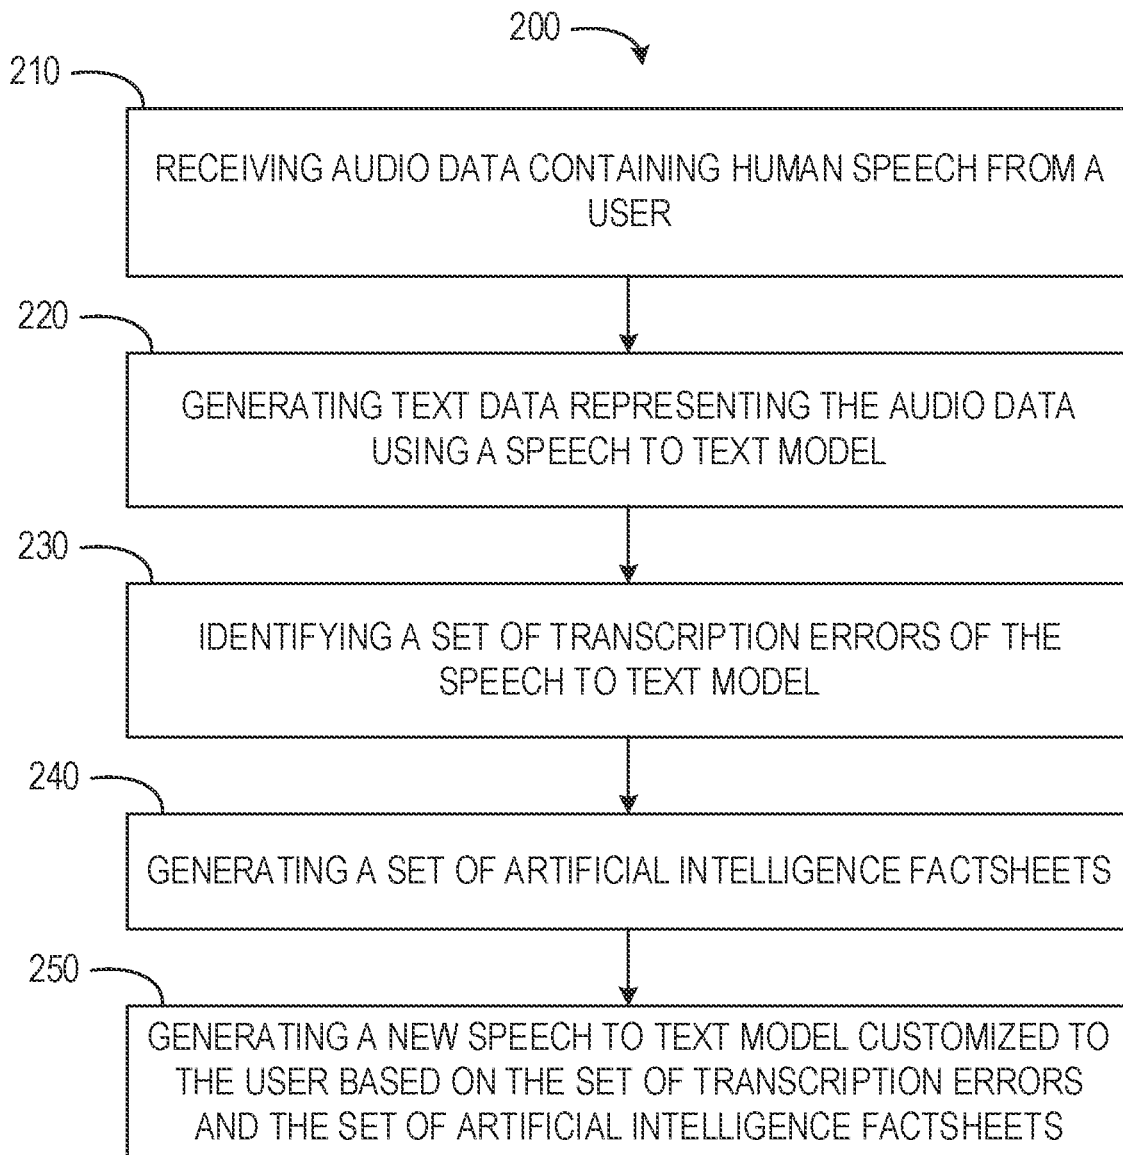 200
210
RECEIVING AUDIO DATA CONTAINING HUMAN SPEECH FROM A
USER
220
GENERATING TEXT DATA REPRESENTING THE AUDIO DATA
USING A SPEECH TO TEXT MODEL
230
IDENTIFYING A SET OF TRANSCRIPTION ERRORS OF THE
SPEECH TO TEXT MODEL
240
GENERATING A SET OF ARTIFICIAL INTELLIGENCE FACTSHEETS
250
GENERATING A NEW SPEECH TO TEXT MODEL CUSTOMIZED TO
THE USER BASED ON THE SET OF TRANSCRIPTION ERRORS
AND THE SET OF ARTIFICIAL INTELLIGENCE FACTSHEETS